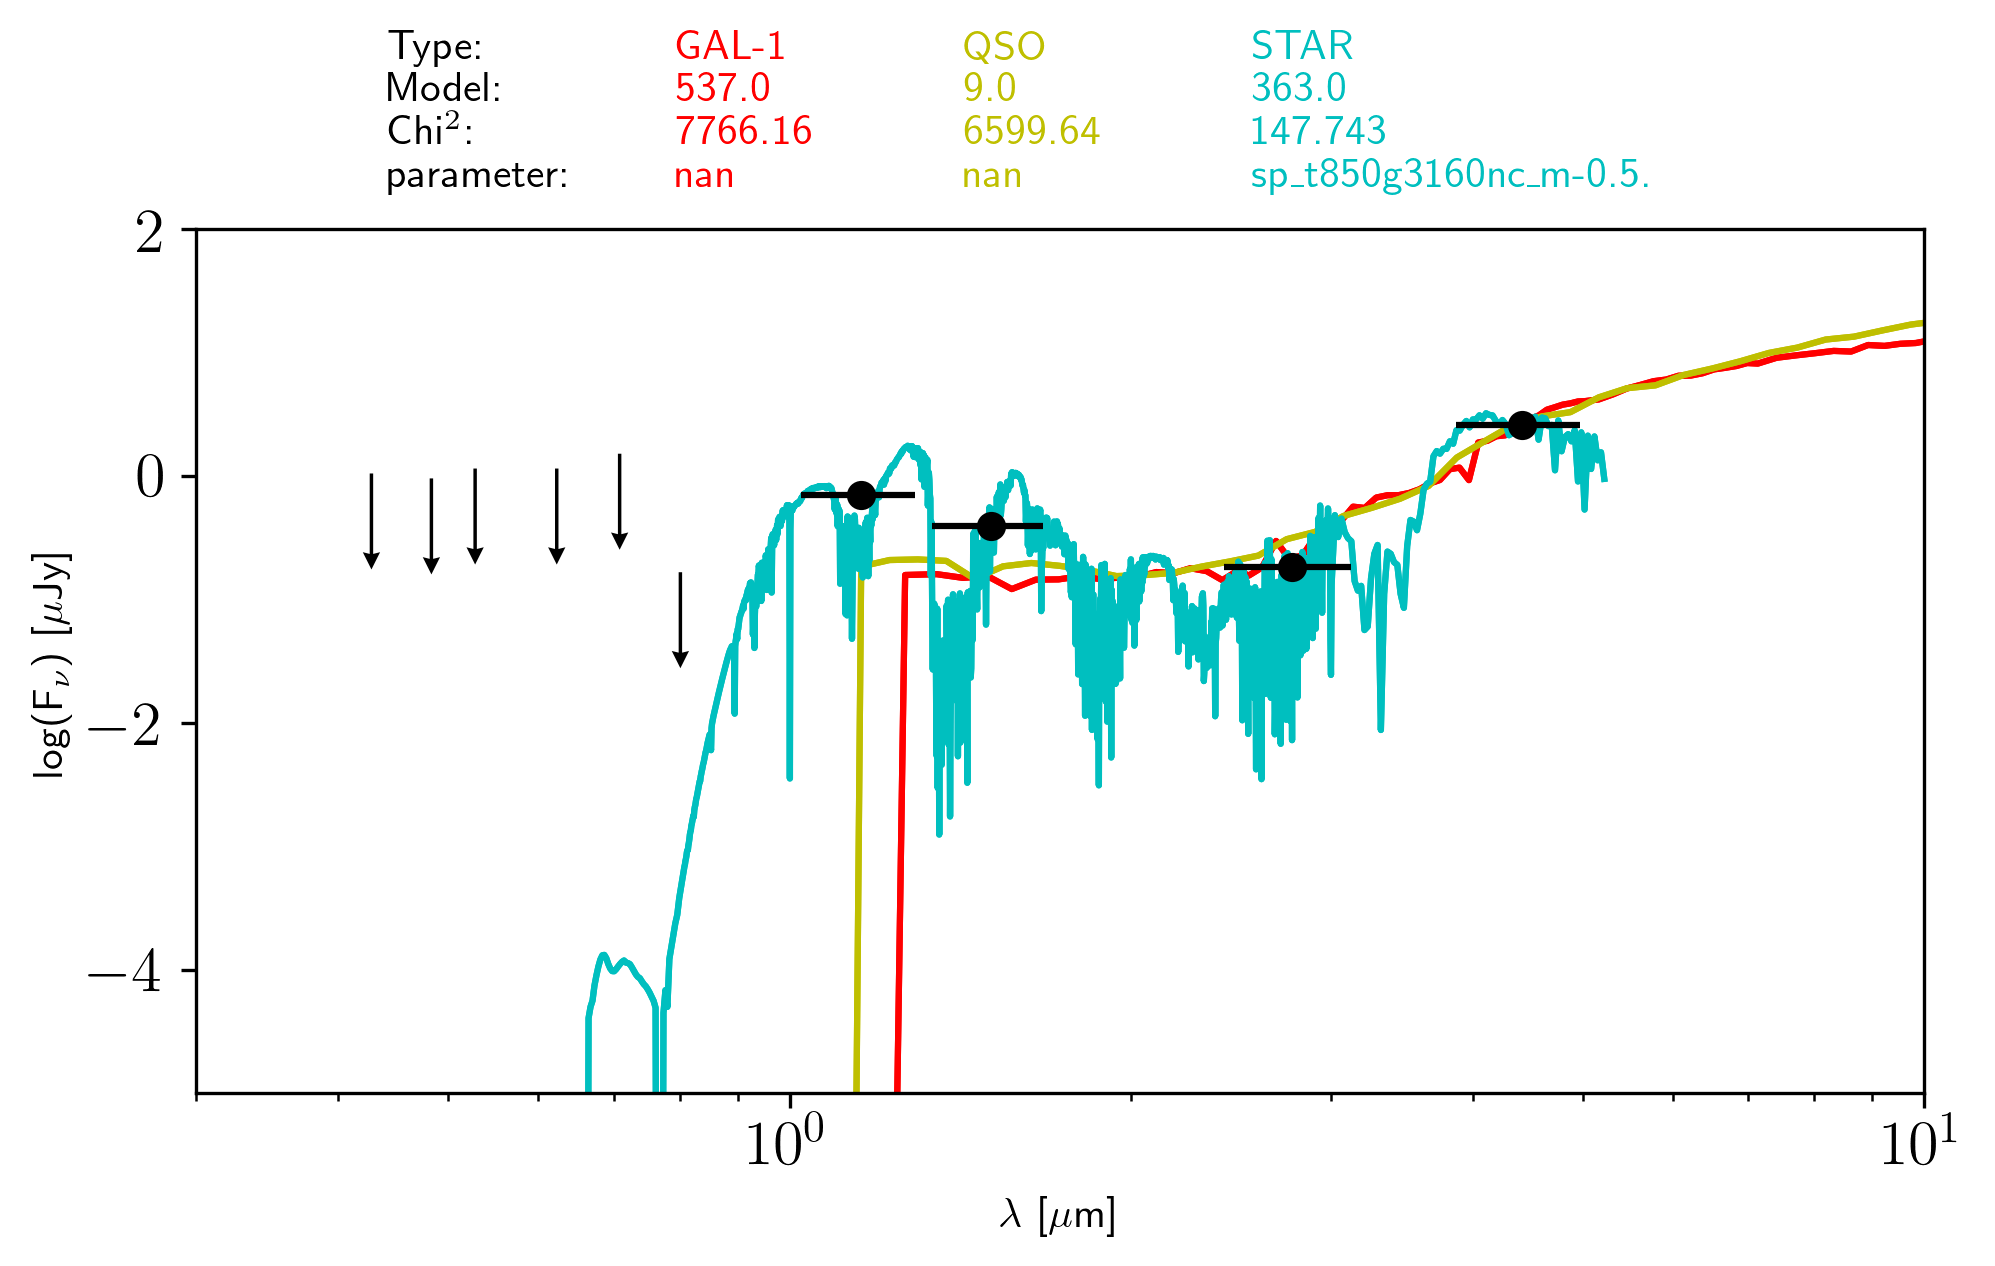 Type: GAL-1 QSO STAR
Model: 537.0 9.0 363.0
Chi²: 7766.16 6599.64 147.743
parameter: nan nan sp_t850g3160nc_m-0.5.
2
0
−2
−4
log(Fν) [μJy]
10⁰ 10¹
λ [μm]